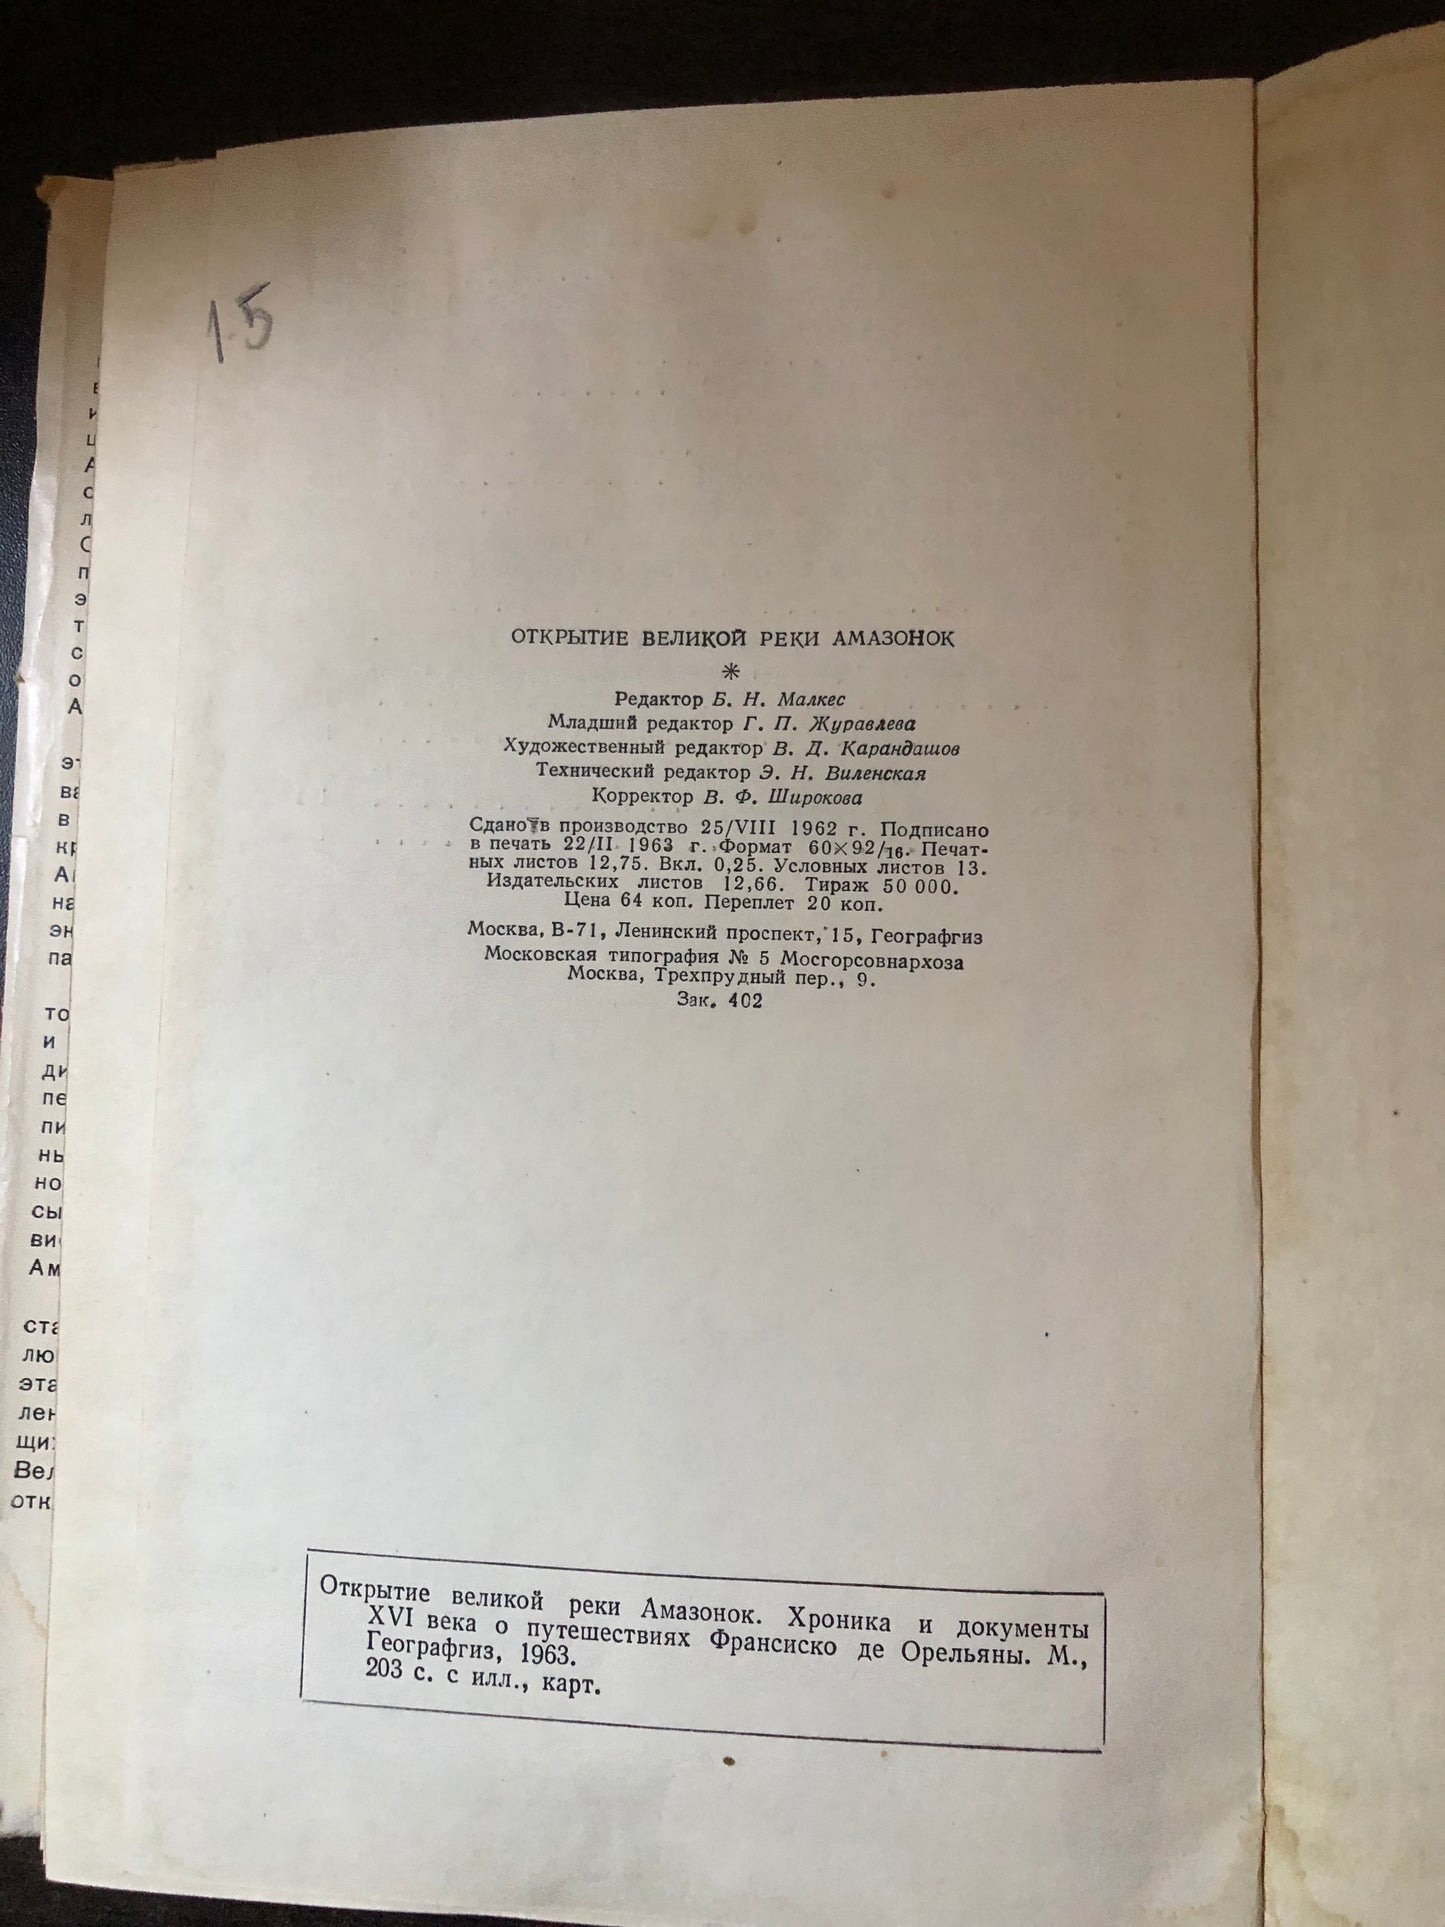 1.5
ОТКРЫТИЕ ВЕЛИКОЙ РЕКИ АМАЗОНОК
*
Редактор Б. Н. Малкес
Младший редактор Г. П. Журавлева
Художественный редактор В. Д. Карандашов
Технический редактор Э. Н. Виленская
Корректор В. Ф. Широкова
Сдано в производство 25/VIII 1962 г. Подписано
в печать 22/II 1963 г. Формат 60×92/16. Печат-
ных листов 12,75. Вкл. 0,25. Условных листов 13.
Издательских листов 12,66. Тираж 50 000.
Цена 64 коп. Переплет 20 коп.
Москва, В-71, Ленинский проспект, 15, Географгиз
Московская типография № 5 Мосгорсовнархоза
Москва, Трехпрудный пер., 9.
Зак. 402
Открытие великой реки Амазонок. Хроника и документы
XVI века о путешествиях Франсиско де Орельяны. М.,
Географгиз, 1963.
203 с. с илл., карт.